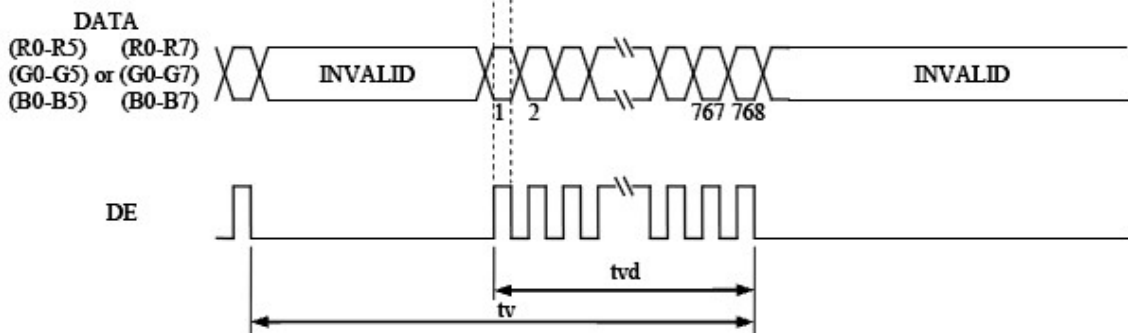 DATA
(R0-R5) (R0-R7)
(G0-G5) or (G0-G7)
(B0-B5) (B0-B7)
INVALID
INVALID
1 2 767 768
DE
tvd
tv